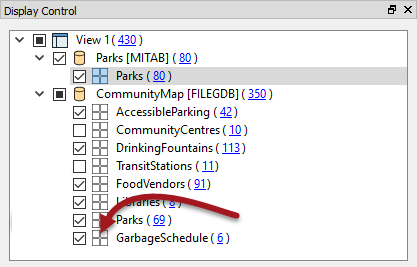 Display Control
View 1 ( 430)
Parks [MITAB] ( 80)
Parks ( 80)
CommunityMap [FILEGDB] ( 350)
AccessibleParking ( 42)
CommunityCentres ( 10)
DrinkingFountains ( 113)
TransitStations ( 11)
FoodVendors ( 91)
Libraries ( 8)
Parks ( 69)
GarbageSchedule ( 6)